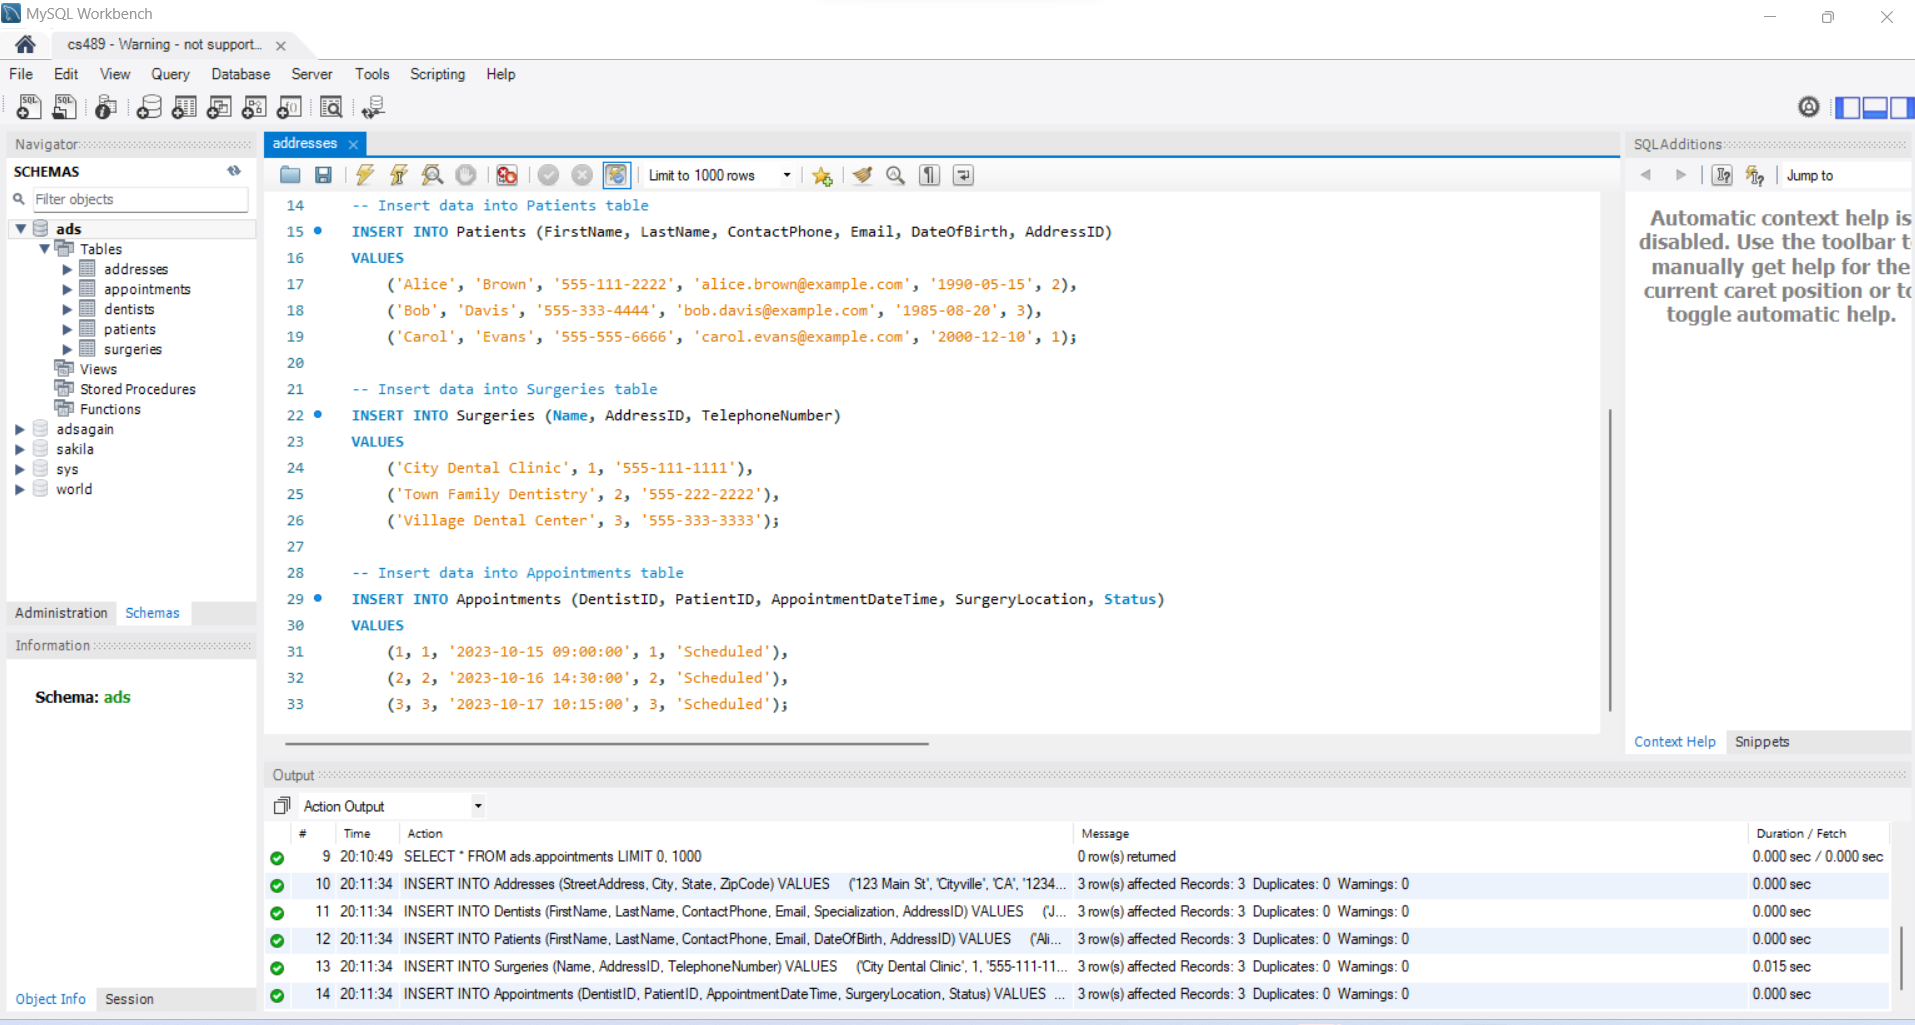 MySQL Workbench
cs489 - Warning - not support...
File Edit View Query Database Server Tools Scripting Help
Navigator
SCHEMAS
Filter objects
ads
Tables
addresses
appointments
dentists
patients
surgeries
Views
Stored Procedures
Functions
adsagain
sakila
sys
world
Administration Schemas
Information
Schema: ads
Object Info Session
addresses
Limit to 1000 rows
14 -- Insert data into Patients table
15 INSERT INTO Patients (FirstName, LastName, ContactPhone, Email, DateOfBirth, AddressID)
16 VALUES
17 ('Alice', 'Brown', '555-111-2222', 'alice.brown@example.com', '1990-05-15', 2),
18 ('Bob', 'Davis', '555-333-4444', 'bob.davis@example.com', '1985-08-20', 3),
19 ('Carol', 'Evans', '555-555-6666', 'carol.evans@example.com', '2000-12-10', 1);
20
21 -- Insert data into Surgeries table
22 INSERT INTO Surgeries (Name, AddressID, TelephoneNumber)
23 VALUES
24 ('City Dental Clinic', 1, '555-111-1111'),
25 ('Town Family Dentistry', 2, '555-222-2222'),
26 ('Village Dental Center', 3, '555-333-3333');
27
28 -- Insert data into Appointments table
29 INSERT INTO Appointments (DentistID, PatientID, AppointmentDateTime, SurgeryLocation, Status)
30 VALUES
31 (1, 1, '2023-10-15 09:00:00', 1, 'Scheduled'),
32 (2, 2, '2023-10-16 14:30:00', 2, 'Scheduled'),
33 (3, 3, '2023-10-17 10:15:00', 3, 'Scheduled');
SQLAdditions
Jump to
Automatic context help is
disabled. Use the toolbar t
manually get help for the
current caret position or to
toggle automatic help.
Context Help Snippets
Output
Action Output
# Time Action Message Duration / Fetch
9 20:10:49 SELECT * FROM ads.appointments LIMIT 0, 1000 0 row(s) returned 0.000 sec / 0.000 sec
10 20:11:34 INSERT INTO Addresses (StreetAddress, City, State, ZipCode) VALUES ('123 Main St', 'Cityville', 'CA', '1234... 3 row(s) affected Records: 3 Duplicates: 0 Warnings: 0 0.000 sec
11 20:11:34 INSERT INTO Dentists (FirstName, LastName, ContactPhone, Email, Specialization, AddressID) VALUES ('J... 3 row(s) affected Records: 3 Duplicates: 0 Warnings: 0 0.000 sec
12 20:11:34 INSERT INTO Patients (FirstName, LastName, ContactPhone, Email, DateOfBirth, AddressID) VALUES ('Ali... 3 row(s) affected Records: 3 Duplicates: 0 Warnings: 0 0.000 sec
13 20:11:34 INSERT INTO Surgeries (Name, AddressID, TelephoneNumber) VALUES ('City Dental Clinic', 1, '555-111-11... 3 row(s) affected Records: 3 Duplicates: 0 Warnings: 0 0.015 sec
14 20:11:34 INSERT INTO Appointments (DentistID, PatientID, AppointmentDateTime, SurgeryLocation, Status) VALUES ... 3 row(s) affected Records: 3 Duplicates: 0 Warnings: 0 0.000 sec